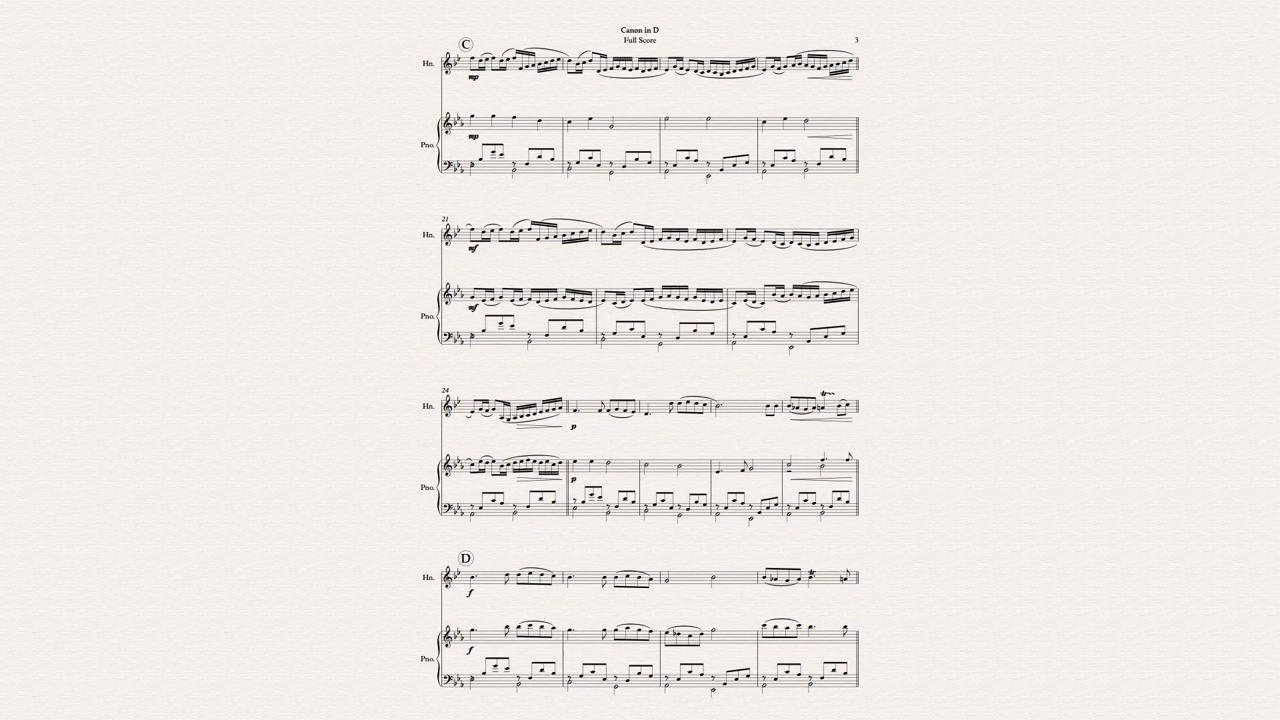 Canon in D
Full Score
3
C
Hn.
mp
mp
Pno.
21
Hn.
mf
mf
Pno.
24
Hn.
p
p
Pno.
D
Hn.
f
f
Pno.